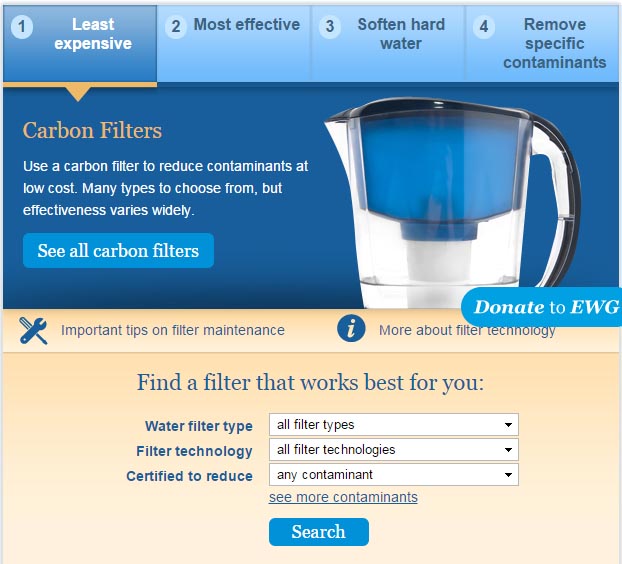 1 Least
expensive
2 Most effective
3 Soften hard
water
4 Remove
specific
contaminants
Carbon Filters
Use a carbon filter to reduce contaminants at
low cost. Many types to choose from, but
effectiveness varies widely.
See all carbon filters
Donate to EWG
Important tips on filter maintenance
More about filter technology
Find a filter that works best for you:
Water filter type all filter types
Filter technology all filter technologies
Certified to reduce any contaminant
see more contaminants
Search